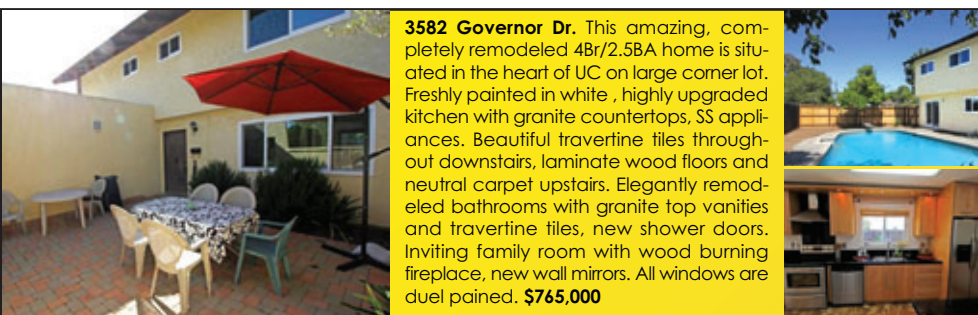 3582 Governor Dr. This amazing, com-
pletely remodeled 4Br/2.5BA home is situ-
ated in the heart of UC on large corner lot.
Freshly painted in white , highly upgraded
kitchen with granite countertops, SS appli-
ances. Beautiful travertine tiles through-
out downstairs, laminate wood floors and
neutral carpet upstairs. Elegantly remod-
eled bathrooms with granite top vanities
and travertine tiles, new shower doors.
Inviting family room with wood burning
fireplace, new wall mirrors. All windows are
duel pained. $765,000